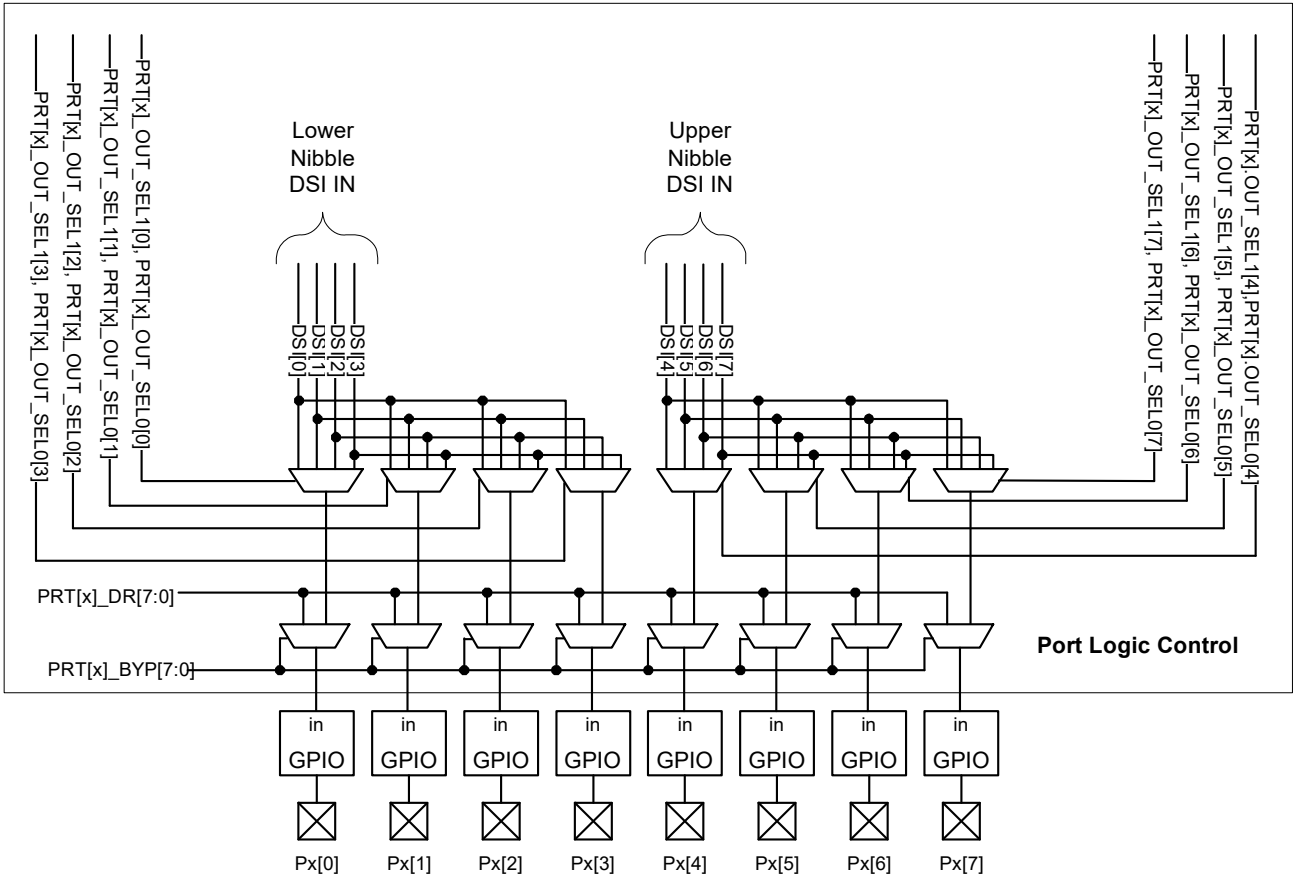 PRT[x]_OUT_SEL1[3], PRT[x]_OUT_SEL0[3]
PRT[x]_OUT_SEL1[2], PRT[x]_OUT_SEL0[2]
PRT[x]_OUT_SEL1[1], PRT[x]_OUT_SEL0[1]
PRT[x]_OUT_SEL1[0], PRT[x]_OUT_SEL0[0]
Lower
Nibble
DSI IN
Upper
Nibble
DSI IN
PRT[x]_OUT_SEL1[7], PRT[x]_OUT_SEL0[7]
PRT[x]_OUT_SEL1[6], PRT[x]_OUT_SEL0[6]
PRT[x]_OUT_SEL1[5], PRT[x]_OUT_SEL0[5]
PRT[x].OUT_SEL1[4],PRT[x].OUT_SEL0[4]
DSI[0]
DSI[1]
DSI[2]
DSI[3]
DSI[4]
DSI[5]
DSI[6]
DSI[7]
PRT[x]_DR[7:0]
PRT[x]_BYP[7:0]
Port Logic Control
in
GPIO
in
GPIO
in
GPIO
in
GPIO
in
GPIO
in
GPIO
in
GPIO
in
GPIO
Px[0]
Px[1]
Px[2]
Px[3]
Px[4]
Px[5]
Px[6]
Px[7]